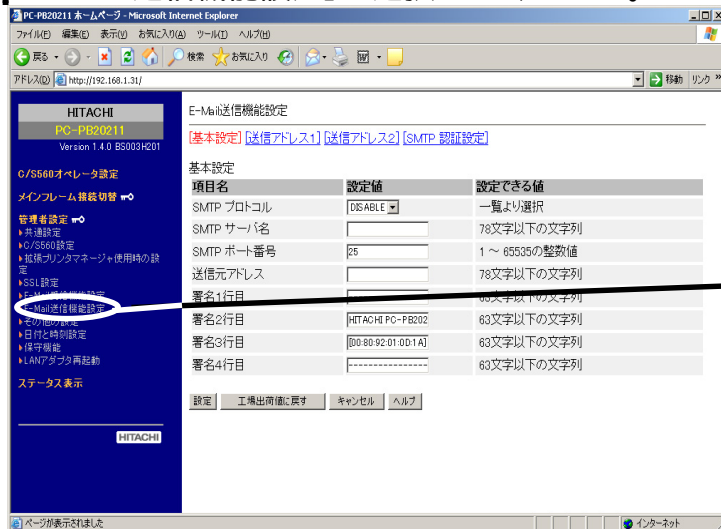 PC-PB20211 ホームページ - Microsoft Internet Explorer
ファイル(F) 編集(E) 表示(V) お気に入り(A) ツール(T) ヘルプ(H)
戻る 検索 お気に入り
アドレス(D) http://192.168.1.31/ 移動 リンク »
HITACHI
PC-PB20211
Version 1.4.0 BS003H201
C/S560オペレータ設定
メインフレーム接続切替
管理者設定
共通設定
C/S560設定
拡張プリンタマネージャ使用時の設定
SSL設定
E-Mail送信機能設定
その他の設定
日付と時刻設定
保守機能
LANアダプタ再起動
ステータス表示
HITACHI
E-Mail送信機能設定
[基本設定] [送信アドレス1] [送信アドレス2] [SMTP 認証設定]
基本設定
項目名 設定値 設定できる値
SMTP プロトコル DISABLE 一覧より選択
SMTP サーバ名 78文字以下の文字列
SMTP ポート番号 25 1 ~ 65535の整数値
送信元アドレス 78文字以下の文字列
署名1行目 63文字以下の文字列
署名2行目 HITACHI PC-PB202 63文字以下の文字列
署名3行目 [00:80:92:01:0D:1A] 63文字以下の文字列
署名4行目 ---------------- 63文字以下の文字列
設定 工場出荷値に戻す キャンセル ヘルプ
ページが表示されました インターネット